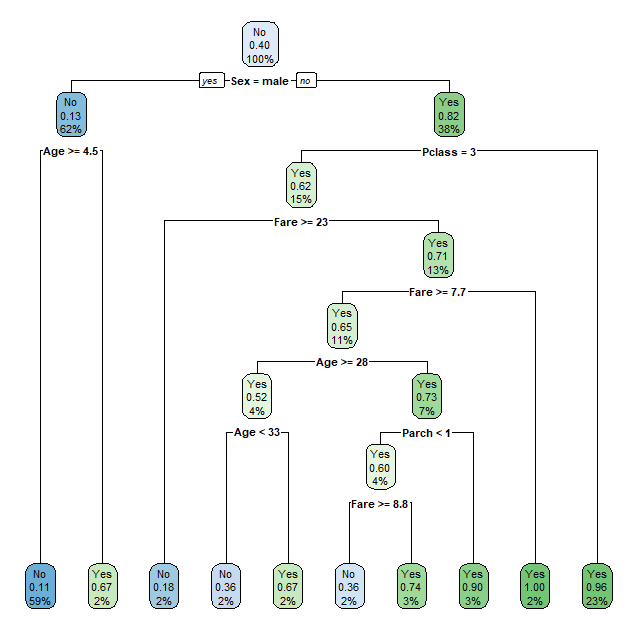 No
0.40
100%
yes Sex = male no
No
0.13
62%
Yes
0.82
38%
Age >= 4.5
Pclass = 3
Yes
0.62
15%
Fare >= 23
Yes
0.71
13%
Fare >= 7.7
Yes
0.65
11%
Age >= 28
Yes
0.52
4%
Yes
0.73
7%
Age < 33
Parch < 1
Yes
0.60
4%
Fare >= 8.8
No
0.11
59%
Yes
0.67
2%
No
0.18
2%
No
0.36
2%
Yes
0.67
2%
No
0.36
2%
Yes
0.74
3%
Yes
0.90
3%
Yes
1.00
2%
Yes
0.96
23%